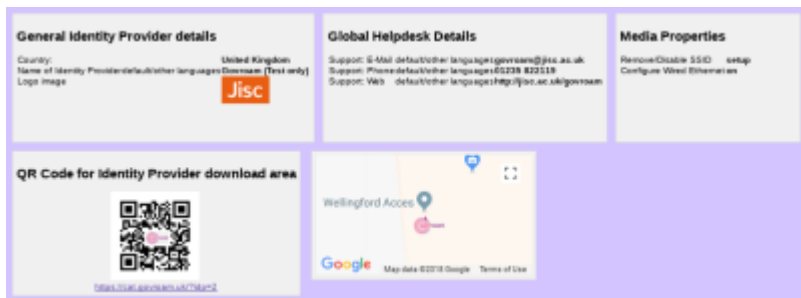 General Identity Provider details
Country: United Kingdom
Name of Identity Provider default/other languages Govroam (Test only)
Logo image
Jisc
Global Helpdesk Details
Support: E-Mail default/other languages govroam@jisc.ac.uk
Support: Phone default/other languages 01235 822119
Support: Web default/other languages http://jisc.ac.uk/govroam
Media Properties
Remove/Disable SSID setup
Configure Wired Ethernet on
QR Code for Identity Provider download area
Wellingford Acces
Google
Map data ©2018 Google Terms of Use